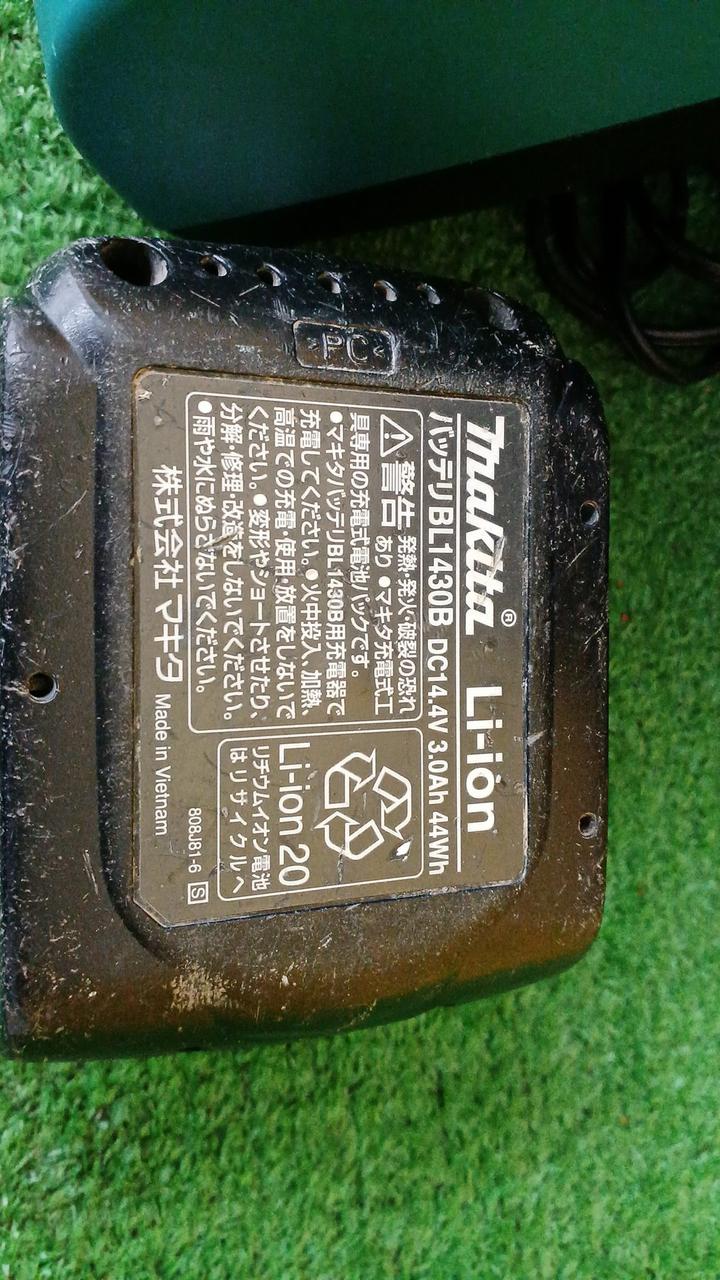 >PC<
makita® Li-ion
バッテリBL1430B DC14.4V 3.0Ah 44Wh
警告 発熱・発火・破裂の恐れ
あり ●マキタ充電式工
具専用の充電式電池パックです。
●マキタバッテリBL1430B用充電器で
充電してください。●火中投入、加熱、
高温での充電・使用・放置をしないで
ください。●変形やショートさせたり、
分解・修理・改造をしないでください。
●雨や水にぬらさないでください。
Li-ion 20
リチウムイオン電池
はリサイクルへ
808J81-6 S
株式会社 マキタ Made in Vietnam